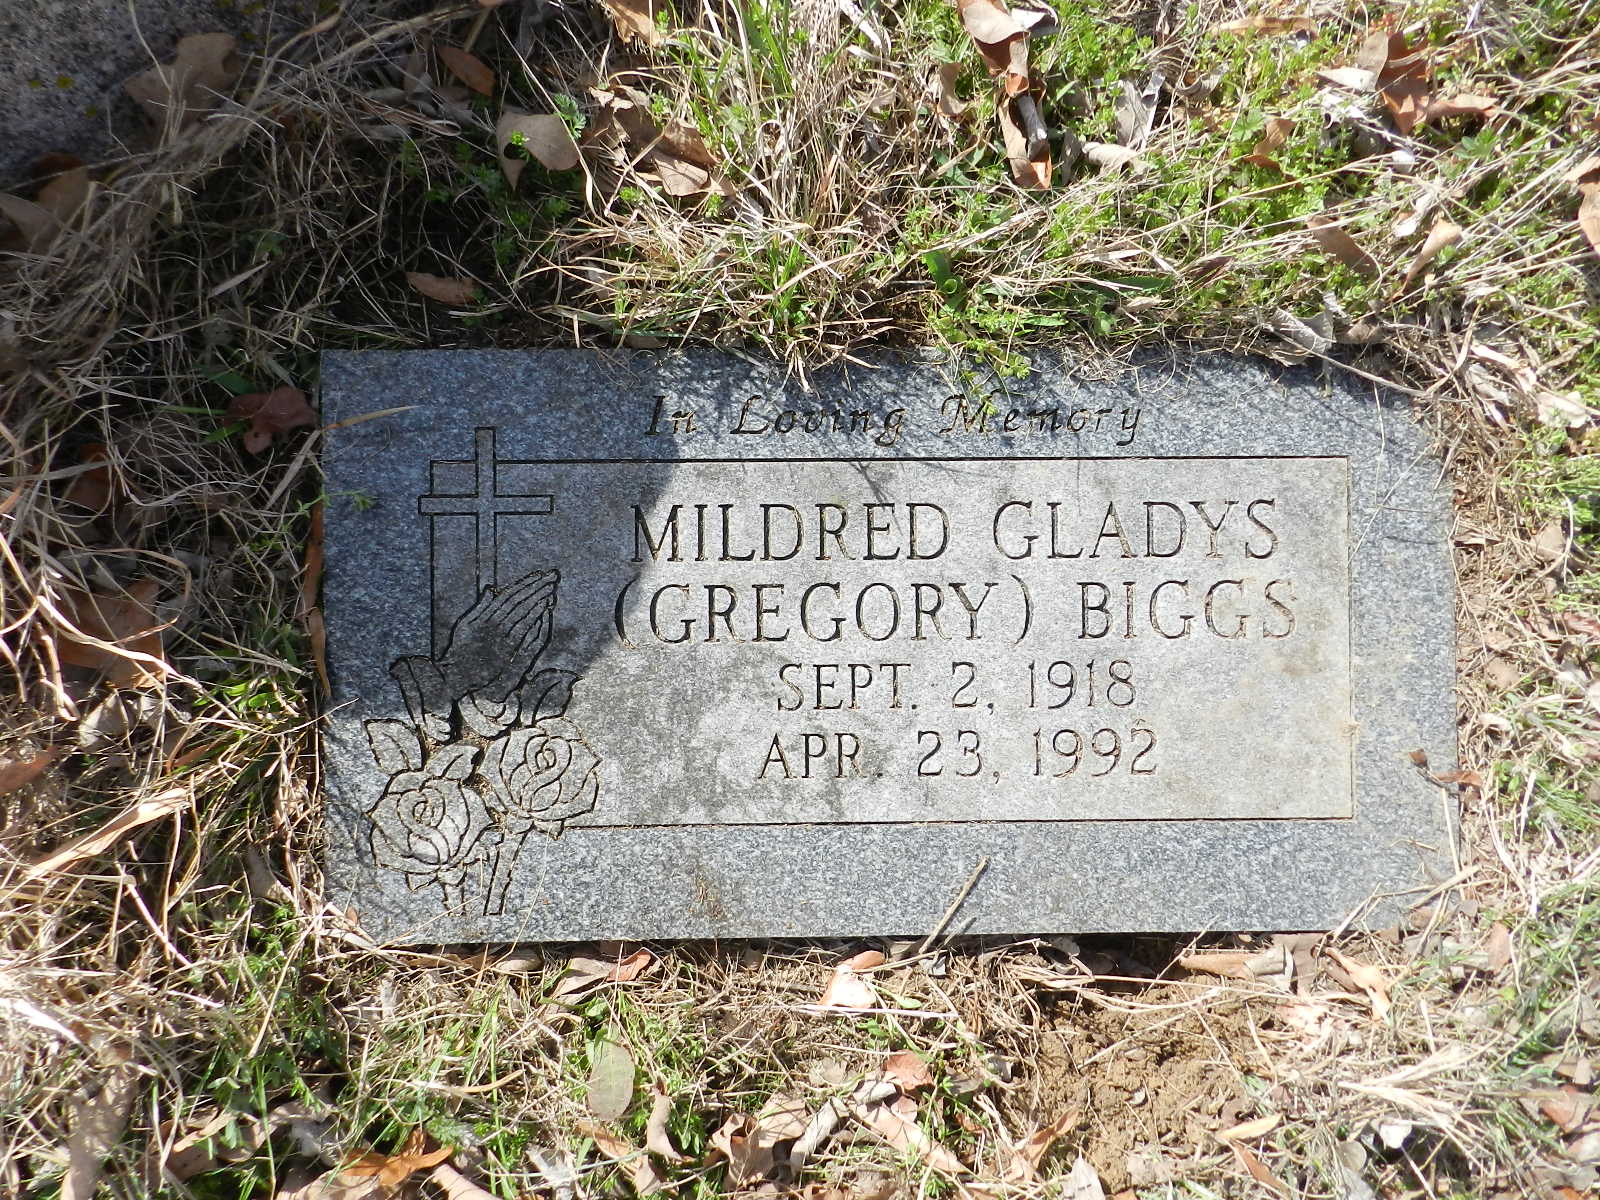 In Loving Memory
MILDRED GLADYS
(GREGORY) BIGGS
SEPT. 2, 1918
APR. 23, 1992